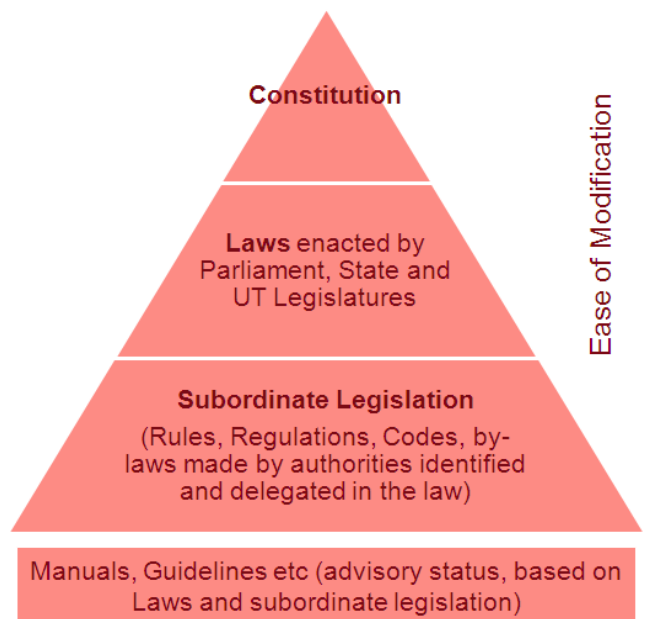 Constitution
Laws enacted by
Parliament, State and
UT Legislatures
Subordinate Legislation
(Rules, Regulations, Codes, by-
laws made by authorities identified
and delegated in the law)
Manuals, Guidelines etc (advisory status, based on
Laws and subordinate legislation)
Ease of Modification